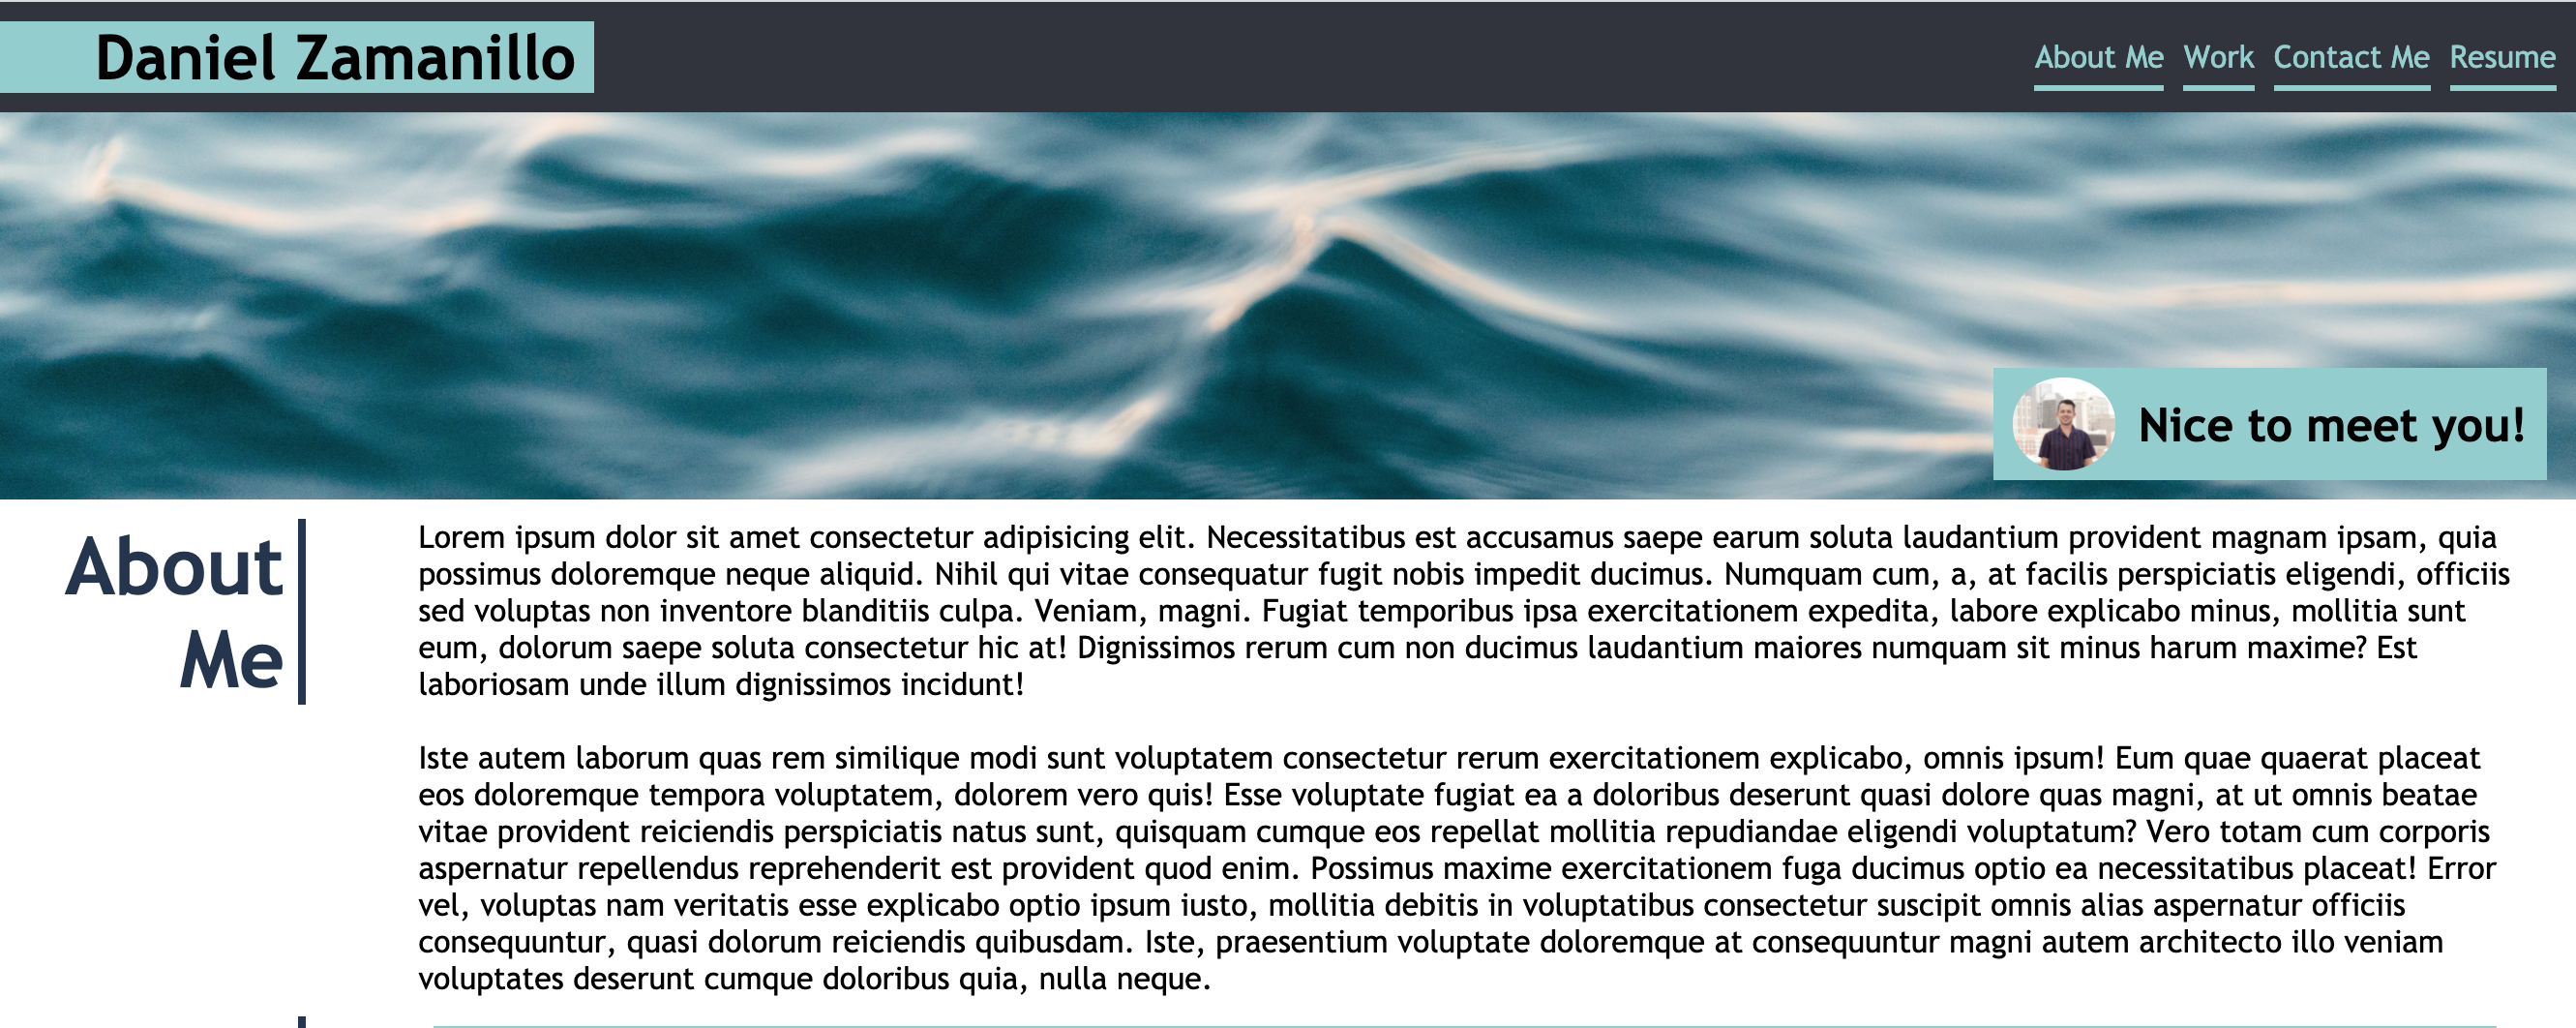 Daniel Zamanillo
About Me Work Contact Me Resume
Nice to meet you!
About
Me
Lorem ipsum dolor sit amet consectetur adipisicing elit. Necessitatibus est accusamus saepe earum soluta laudantium provident magnam ipsam, quia
possimus doloremque neque aliquid. Nihil qui vitae consequatur fugit nobis impedit ducimus. Numquam cum, a, at facilis perspiciatis eligendi, officiis
sed voluptas non inventore blanditiis culpa. Veniam, magni. Fugiat temporibus ipsa exercitationem expedita, labore explicabo minus, mollitia sunt
eum, dolorum saepe soluta consectetur hic at! Dignissimos rerum cum non ducimus laudantium maiores numquam sit minus harum maxime? Est
laboriosam unde illum dignissimos incidunt!
Iste autem laborum quas rem similique modi sunt voluptatem consectetur rerum exercitationem explicabo, omnis ipsum! Eum quae quaerat placeat
eos doloremque tempora voluptatem, dolorem vero quis! Esse voluptate fugiat ea a doloribus deserunt quasi dolore quas magni, at ut omnis beatae
vitae provident reiciendis perspiciatis natus sunt, quisquam cumque eos repellat mollitia repudiandae eligendi voluptatum? Vero totam cum corporis
aspernatur repellendus reprehenderit est provident quod enim. Possimus maxime exercitationem fuga ducimus optio ea necessitatibus placeat! Error
vel, voluptas nam veritatis esse explicabo optio ipsum iusto, mollitia debitis in voluptatibus consectetur suscipit omnis alias aspernatur officiis
consequuntur, quasi dolorum reiciendis quibusdam. Iste, praesentium voluptate doloremque at consequuntur magni autem architecto illo veniam
voluptates deserunt cumque doloribus quia, nulla neque.